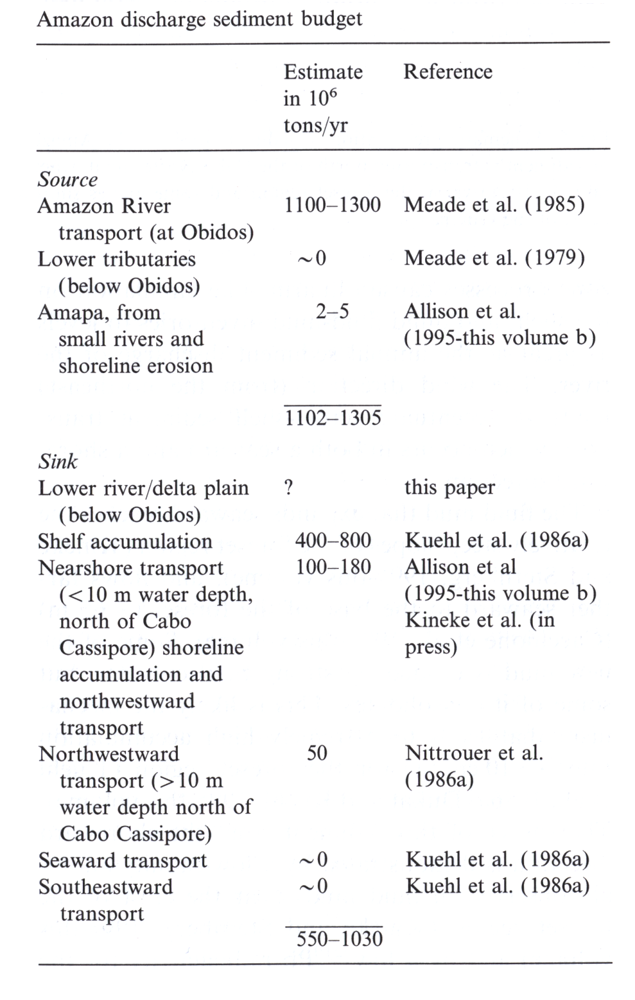 Amazon discharge sediment budget
Estimate in 10⁶ tons/yr Reference
Source
Amazon River 1100–1300 Meade et al. (1985)
transport (at Obidos)
Lower tributaries ~0 Meade et al. (1979)
(below Obidos)
Amapa, from 2–5 Allison et al.
small rivers and (1995-this volume b)
shoreline erosion
1102–1305
Sink
Lower river/delta plain ? this paper
(below Obidos)
Shelf accumulation 400–800 Kuehl et al. (1986a)
Nearshore transport 100–180 Allison et al
(<10 m water depth, (1995-this volume b)
north of Cabo Kineke et al. (in
Cassipore) shoreline press)
accumulation and
northwestward
transport
Northwestward 50 Nittrouer et al.
transport (>10 m (1986a)
water depth north of
Cabo Cassipore)
Seaward transport ~0 Kuehl et al. (1986a)
Southeastward ~0 Kuehl et al. (1986a)
transport
550–1030